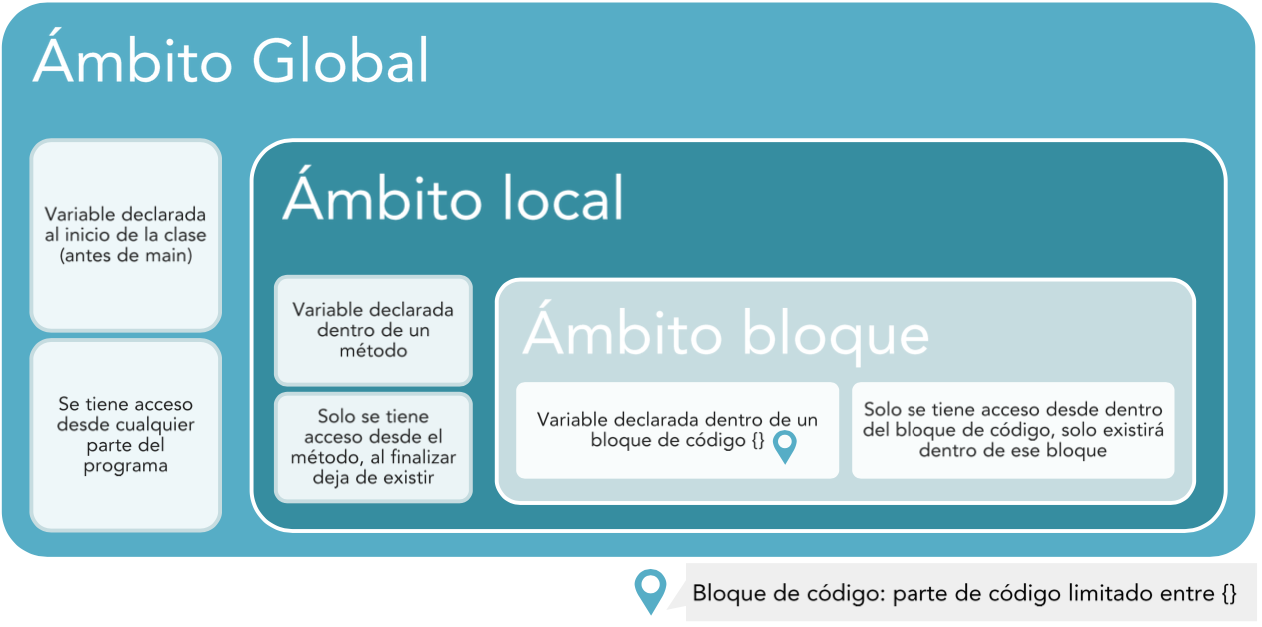 Ámbito Global
Variable declarada
al inicio de la clase
(antes de main)
Se tiene acceso
desde cualquier
parte del
programa
Ámbito local
Variable declarada
dentro de un
método
Solo se tiene
acceso desde el
método, al finalizar
deja de existir
Ámbito bloque
Variable declarada dentro de un
bloque de código {}
Solo se tiene acceso desde dentro
del bloque de código, solo existirá
dentro de ese bloque
Bloque de código: parte de código limitado entre {}